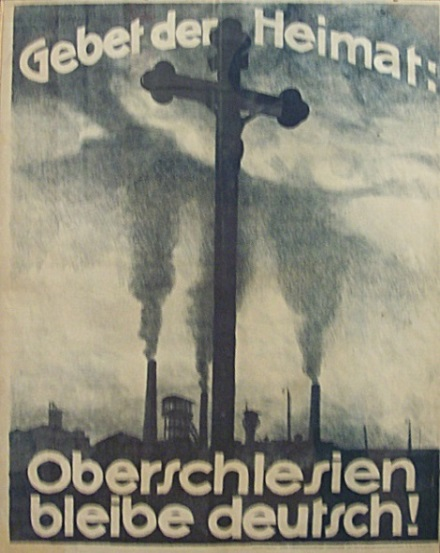 Gebet der Heimat:
Oberschlesien
bleibe deutsch!